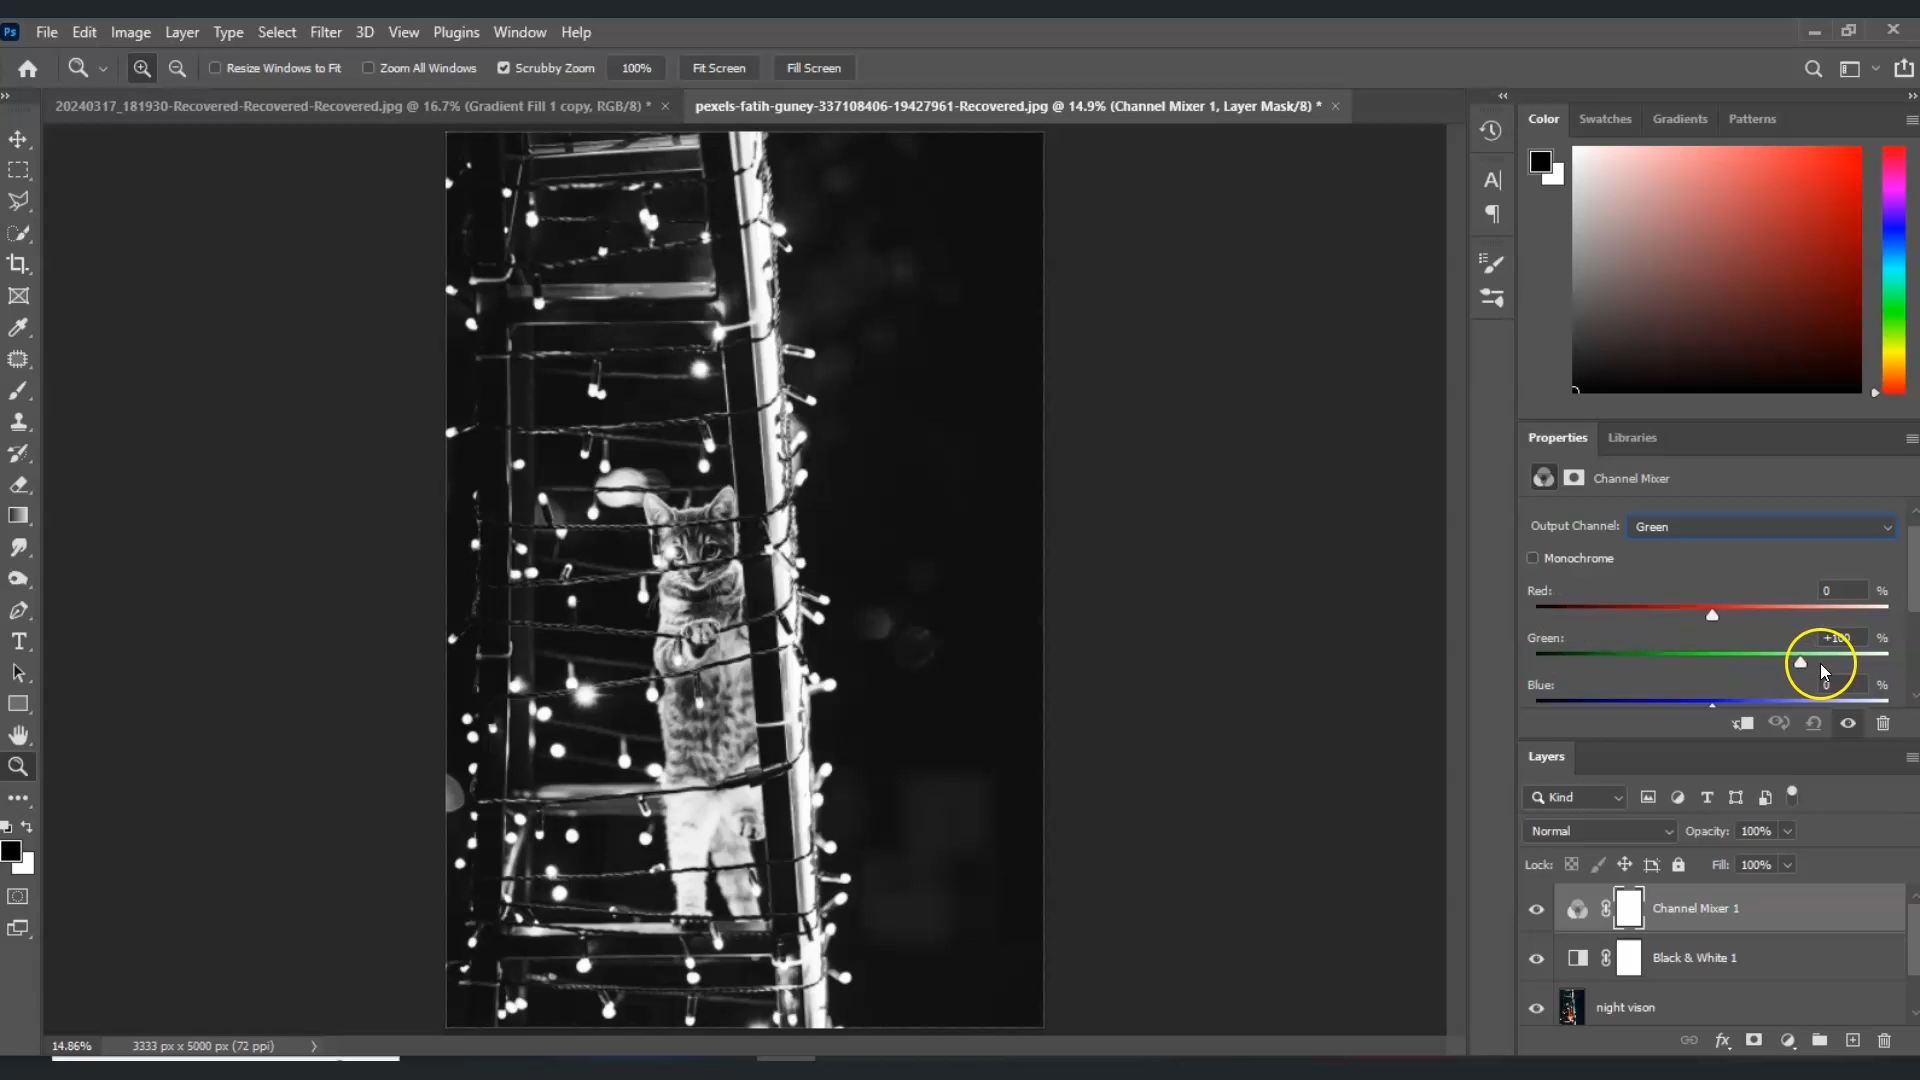 Ps File Edit Image Layer Type Select Filter 3D View Plugins Window Help
Resize Windows to Fit Zoom All Windows Scrubby Zoom 100% Fit Screen Fill Screen
20240317_181930-Recovered-Recovered-Recovered.jpg @ 16.7% (Gradient Fill 1 copy, RGB/8) * × pexels-fatih-guney-337108406-19427961-Recovered.jpg @ 14.9% (Channel Mixer 1, Layer Mask/8) * ×
Color Swatches Gradients Patterns
Properties Libraries
Channel Mixer
Output Channel: Green
Monochrome
Red: 0 %
Green: +100 %
Blue: 0 %
Layers
Kind
Normal Opacity: 100%
Lock: Fill: 100%
Channel Mixer 1
Black & White 1
night vison
14.86% 3333 px x 5000 px (72 ppi)